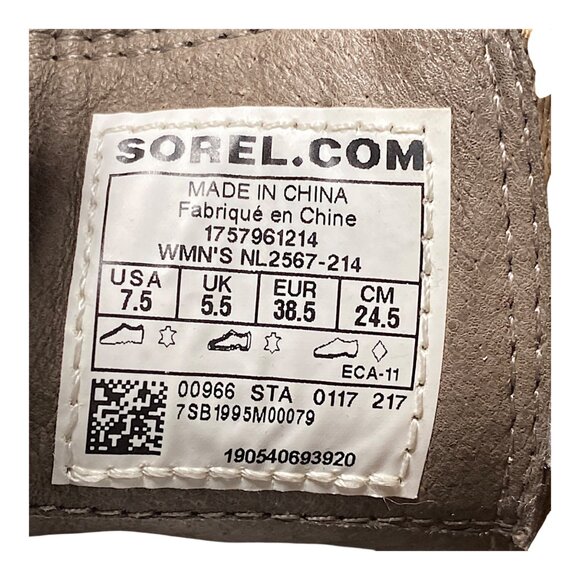 SOREL.COM
MADE IN CHINA
Fabriqué en Chine
1757961214
WMN'S NL2567-214
USA UK EUR CM
7.5 5.5 38.5 24.5
ECA-11
00966 STA 0117 217
7SB1995M00079
190540693920